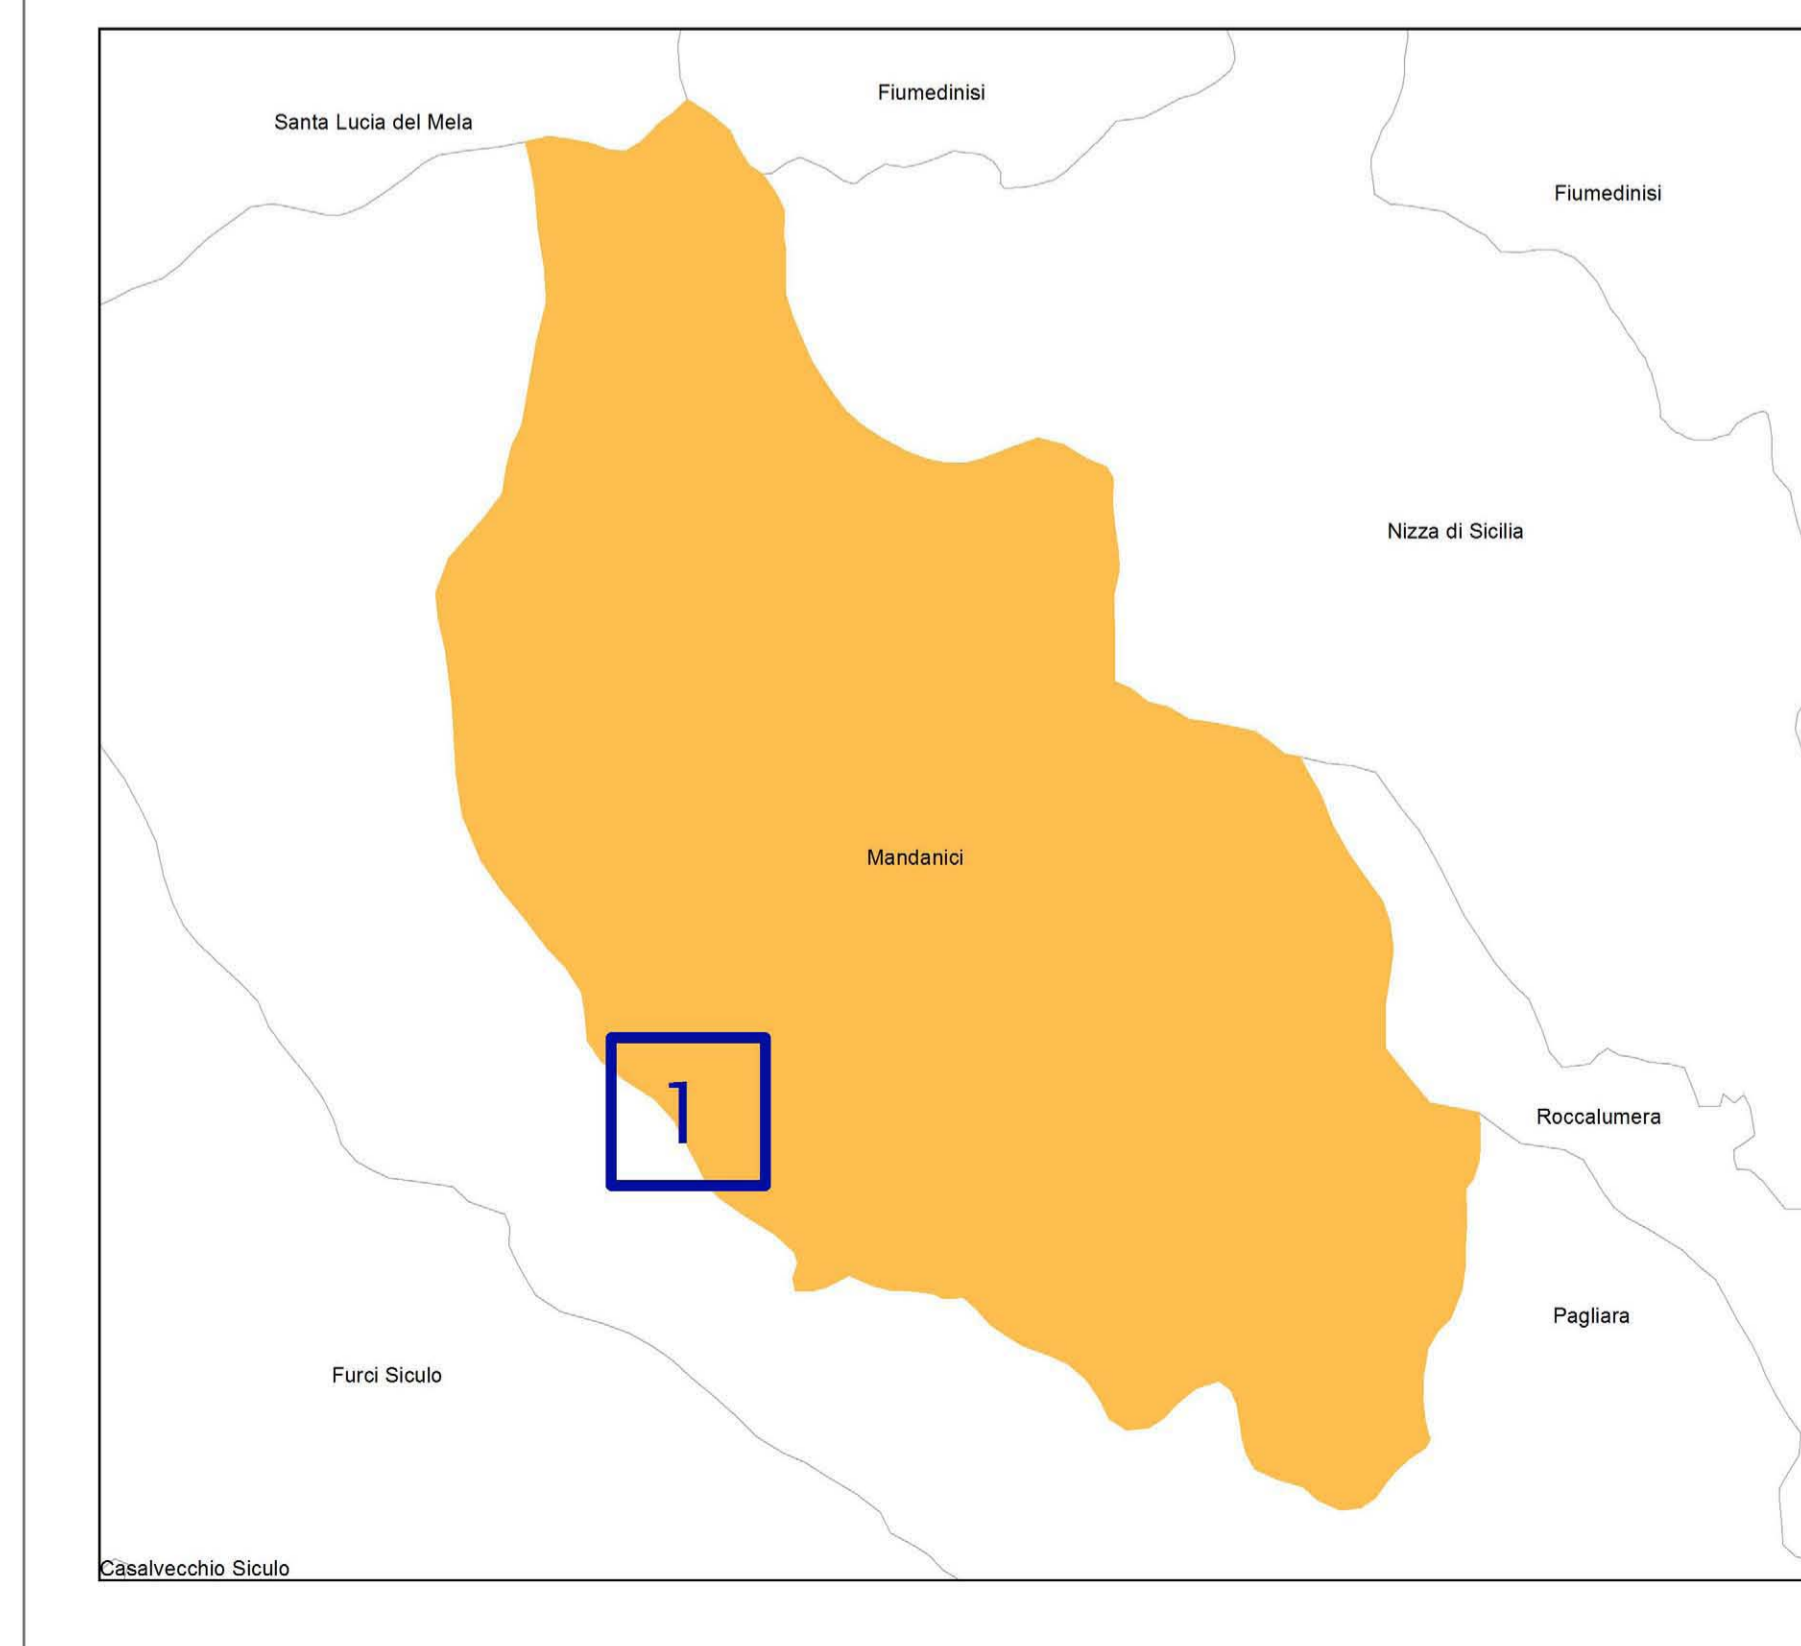 Fiumedinisi
Santa Lucia del Mela
Fiumedinisi
Nizza di Sicilia
Mandanici
1
Roccalumera
Pagliara
Furci Siculo
Casalvecchio Siculo